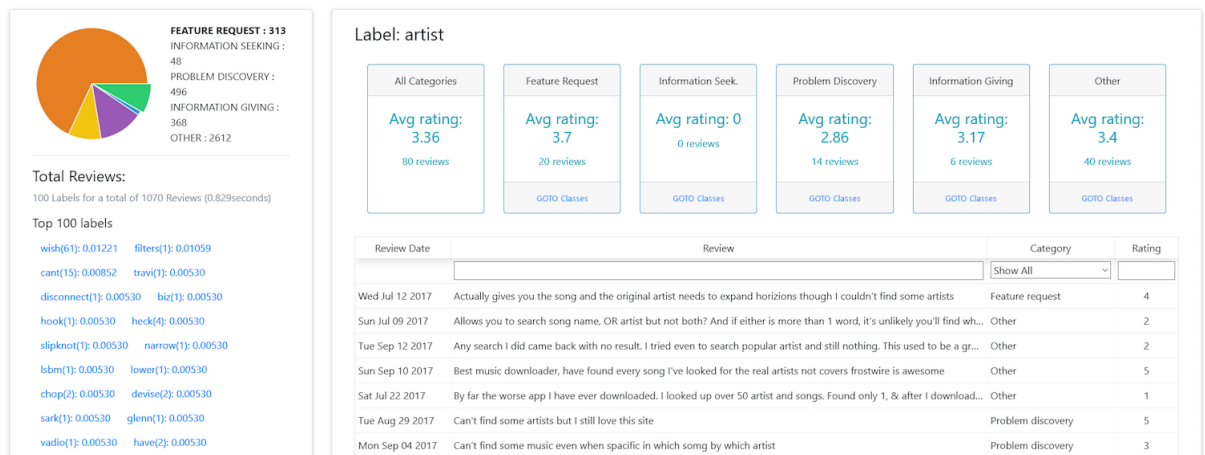 FEATURE REQUEST : 313
INFORMATION SEEKING :
48
PROBLEM DISCOVERY :
496
INFORMATION GIVING :
368
OTHER : 2612
Total Reviews:
100 Labels for a total of 1070 Reviews (0.829seconds)
Top 100 labels
wish(61): 0.01221 filters(1): 0.01059
cant(15): 0.00852 travi(1): 0.00530
disconnect(1): 0.00530 biz(1): 0.00530
hook(1): 0.00530 heck(4): 0.00530
slipknot(1): 0.00530 narrow(1): 0.00530
lsbm(1): 0.00530 lower(1): 0.00530
chop(2): 0.00530 devise(2): 0.00530
sark(1): 0.00530 glenn(1): 0.00530
vadio(1): 0.00530 have(2): 0.00530
Label: artist
All Categories
Avg rating:
3.36
80 reviews
Feature Request
Avg rating:
3.7
20 reviews
GOTO Classes
Information Seek.
Avg rating: 0
0 reviews
GOTO Classes
Problem Discovery
Avg rating:
2.86
14 reviews
GOTO Classes
Information Giving
Avg rating:
3.17
6 reviews
GOTO Classes
Other
Avg rating:
3.4
40 reviews
GOTO Classes
Review Date Review Category Rating
Show All
Wed Jul 12 2017 Actually gives you the song and the original artist needs to expand horizions though I couldn't find some artists Feature request 4
Sun Jul 09 2017 Allows you to search song name, OR artist but not both? And if either is more than 1 word, it's unlikely you'll find wh... Other 2
Tue Sep 12 2017 Any search I did came back with no result. I tried even to search popular artist and still nothing. This used to be a gr... Other 2
Sun Sep 10 2017 Best music downloader, have found every song I've looked for the real artists not covers frostwire is awesome Other 5
Sat Jul 22 2017 By far the worse app I have ever downloaded. I looked up over 50 artist and songs. Found only 1, & after I download... Other 1
Tue Aug 29 2017 Can't find some artists but I still love this site Problem discovery 5
Mon Sep 04 2017 Can't find some music even when spacific in which somg by which artist Problem discovery 3